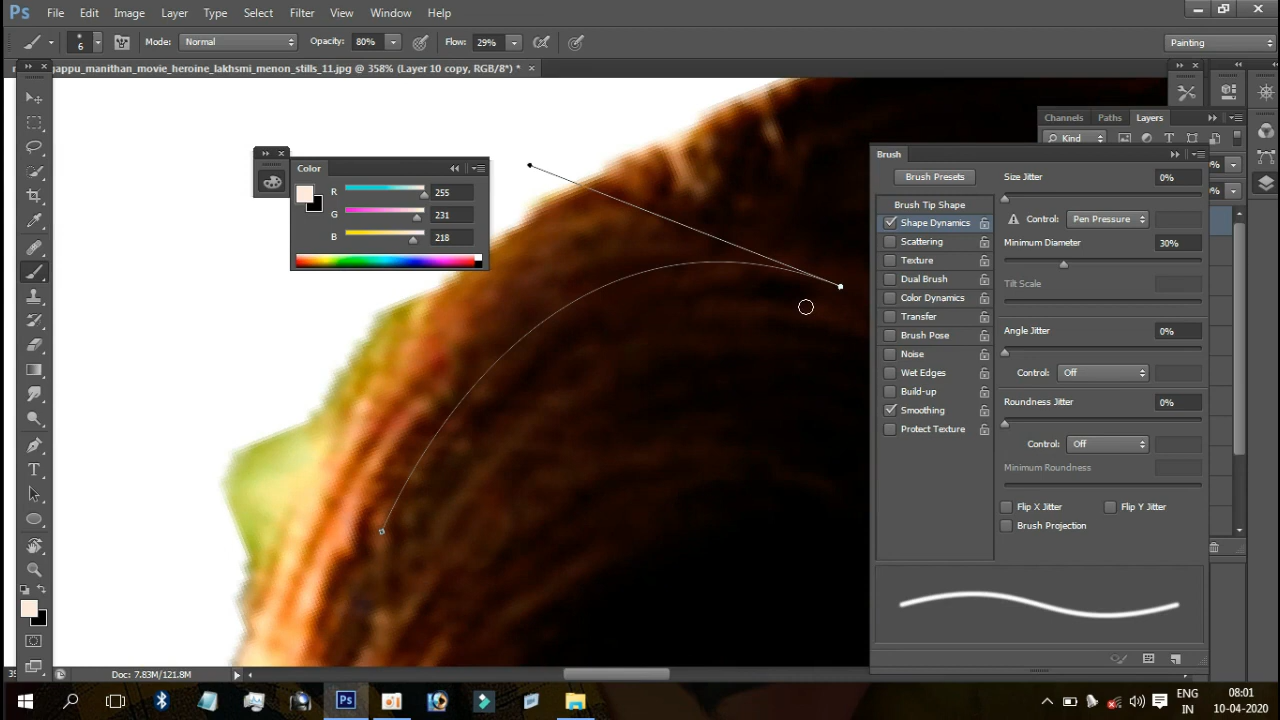 Ps File Edit Image Layer Type Select Filter View Window Help
6 Mode: Normal Opacity: 80% Flow: 29% Painting
appu_manithan_movie_heroine_lakhsmi_menon_stills_11.jpg @ 358% (Layer 10 copy, RGB/8*) *
Channels Paths Layers
Kind
Color
R 255
G 231
B 218
Brush
Brush Presets
Brush Tip Shape
Shape Dynamics
Scattering
Texture
Dual Brush
Color Dynamics
Transfer
Brush Pose
Noise
Wet Edges
Build-up
Smoothing
Protect Texture
Size Jitter 0%
Control: Pen Pressure
Minimum Diameter 30%
Tilt Scale
Angle Jitter 0%
Control: Off
Roundness Jitter 0%
Control: Off
Minimum Roundness
Flip X Jitter Flip Y Jitter
Brush Projection
Doc: 7.83M/121.8M
Ps
ENG
IN
08:01
10-04-2020